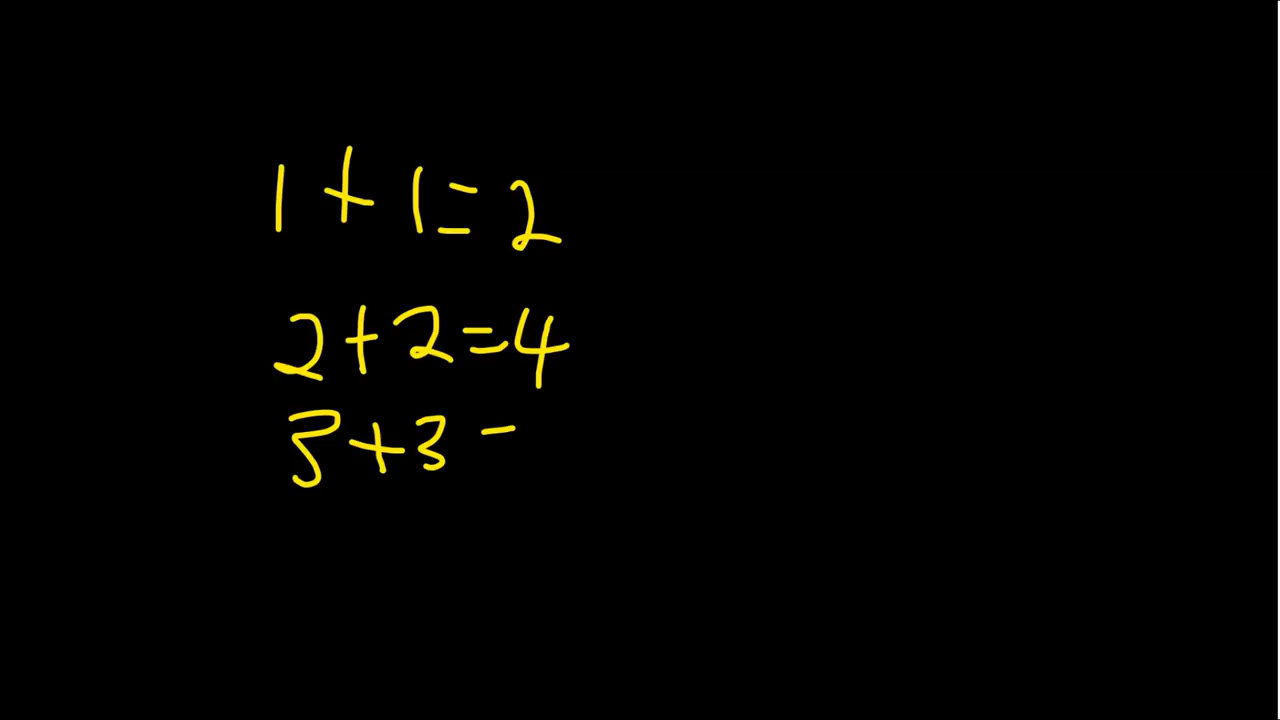 1 + 1 = 2
2 + 2 = 4
3 + 3 -